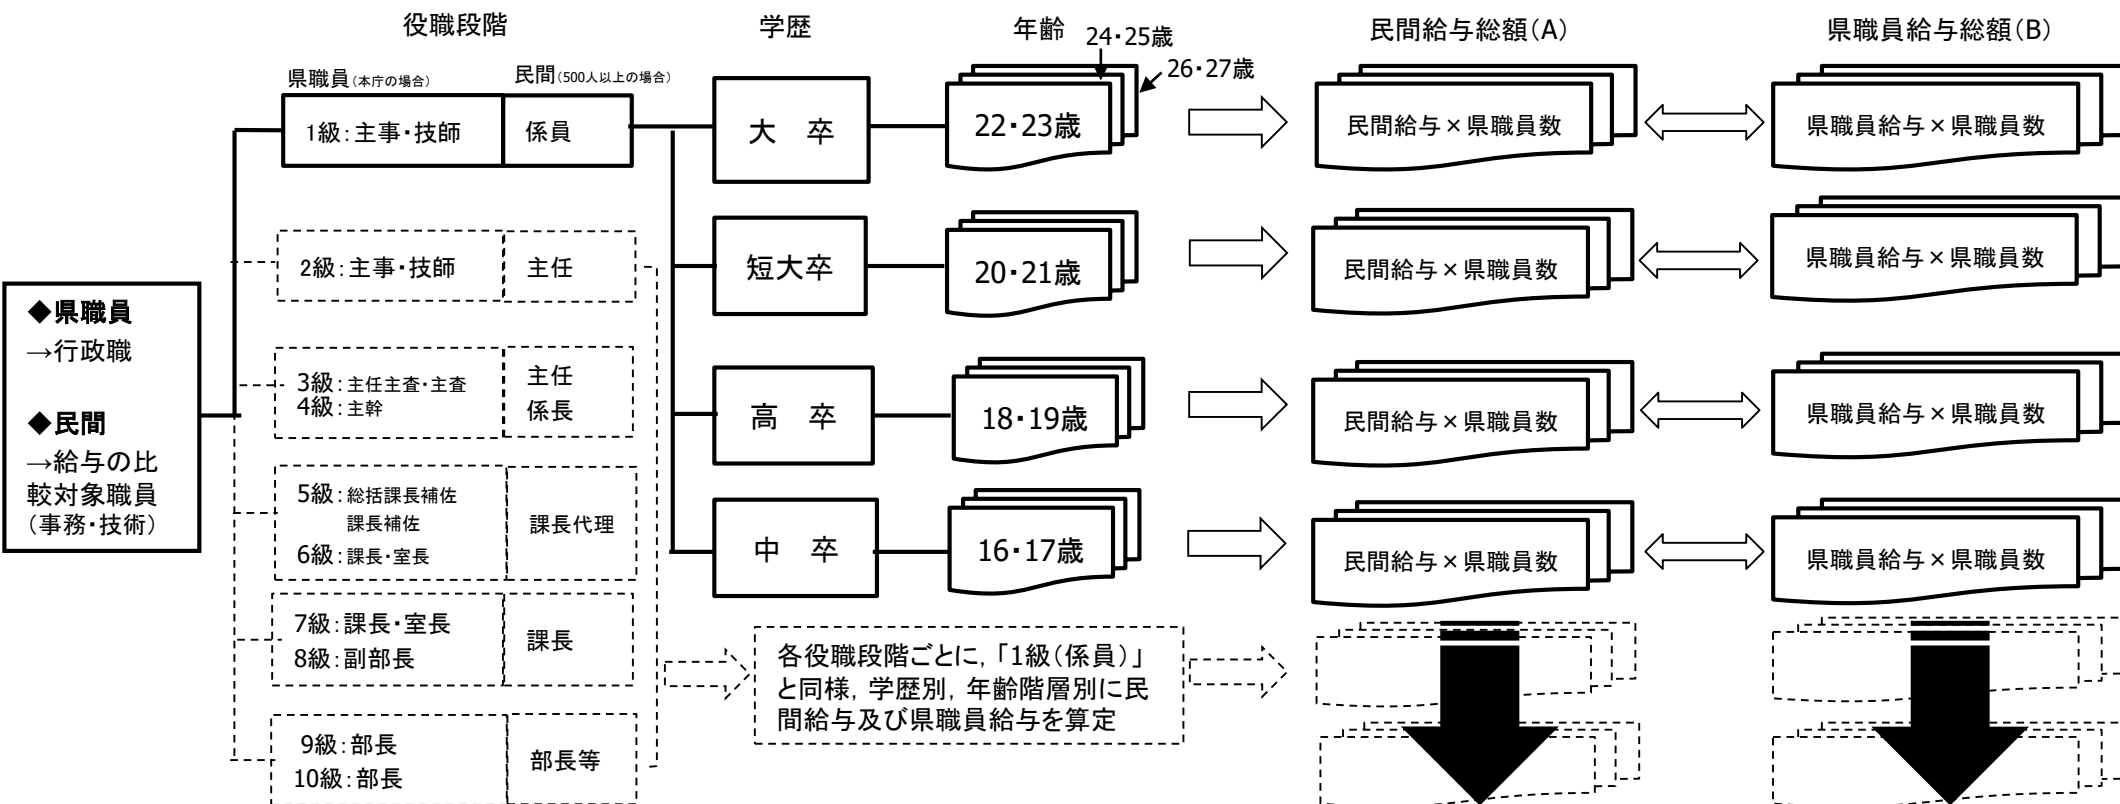 役職段階
学歴
年齢
24・25歳
26・27歳
民間給与総額(A)
県職員給与総額(B)
県職員(本庁の場合)
民間(500人以上の場合)
1級:主事・技師
係員
大　卒
22・23歳
民間給与×県職員数
県職員給与×県職員数
2級:主事・技師
主任
短大卒
20・21歳
民間給与×県職員数
県職員給与×県職員数
◆県職員
→行政職
◆民間
→給与の比
較対象職員
(事務・技術)
3級:主任主査・主査
4級:主幹
主任
係長
高　卒
18・19歳
民間給与×県職員数
県職員給与×県職員数
5級:総括課長補佐
課長補佐
6級:課長・室長
課長代理
中　卒
16・17歳
民間給与×県職員数
県職員給与×県職員数
7級:課長・室長
8級:副部長
課長
各役職段階ごとに,「1級(係員)」
と同様, 学歴別, 年齢階層別に民
間給与及び県職員給与を算定
9級:部長
10級:部長
部長等